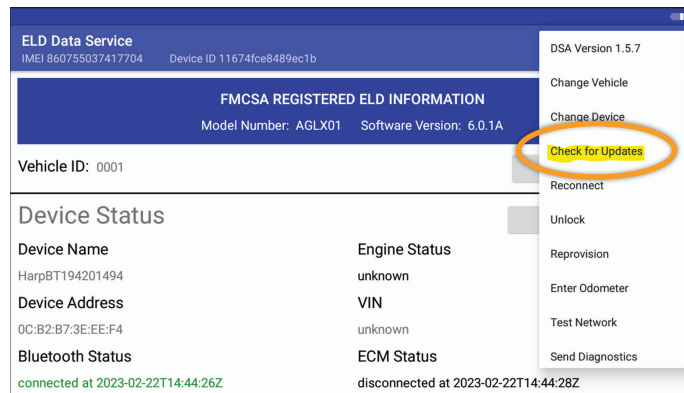 ELD Data Service
IMEI 860755037417704 Device ID 11674fce8489ec1b
FMCSA REGISTERED ELD INFORMATION
Model Number: AGLX01 Software Version: 6.0.1A
Vehicle ID: 0001
Device Status
Device Name
HarpBT194201494
Device Address
0C:B2:B7:3E:EE:F4
Bluetooth Status
connected at 2023-02-22T14:44:26Z
Engine Status
unknown
VIN
unknown
ECM Status
disconnected at 2023-02-22T14:44:28Z
DSA Version 1.5.7
Change Vehicle
Change Device
Check for Updates
Reconnect
Unlock
Reprovision
Enter Odometer
Test Network
Send Diagnostics